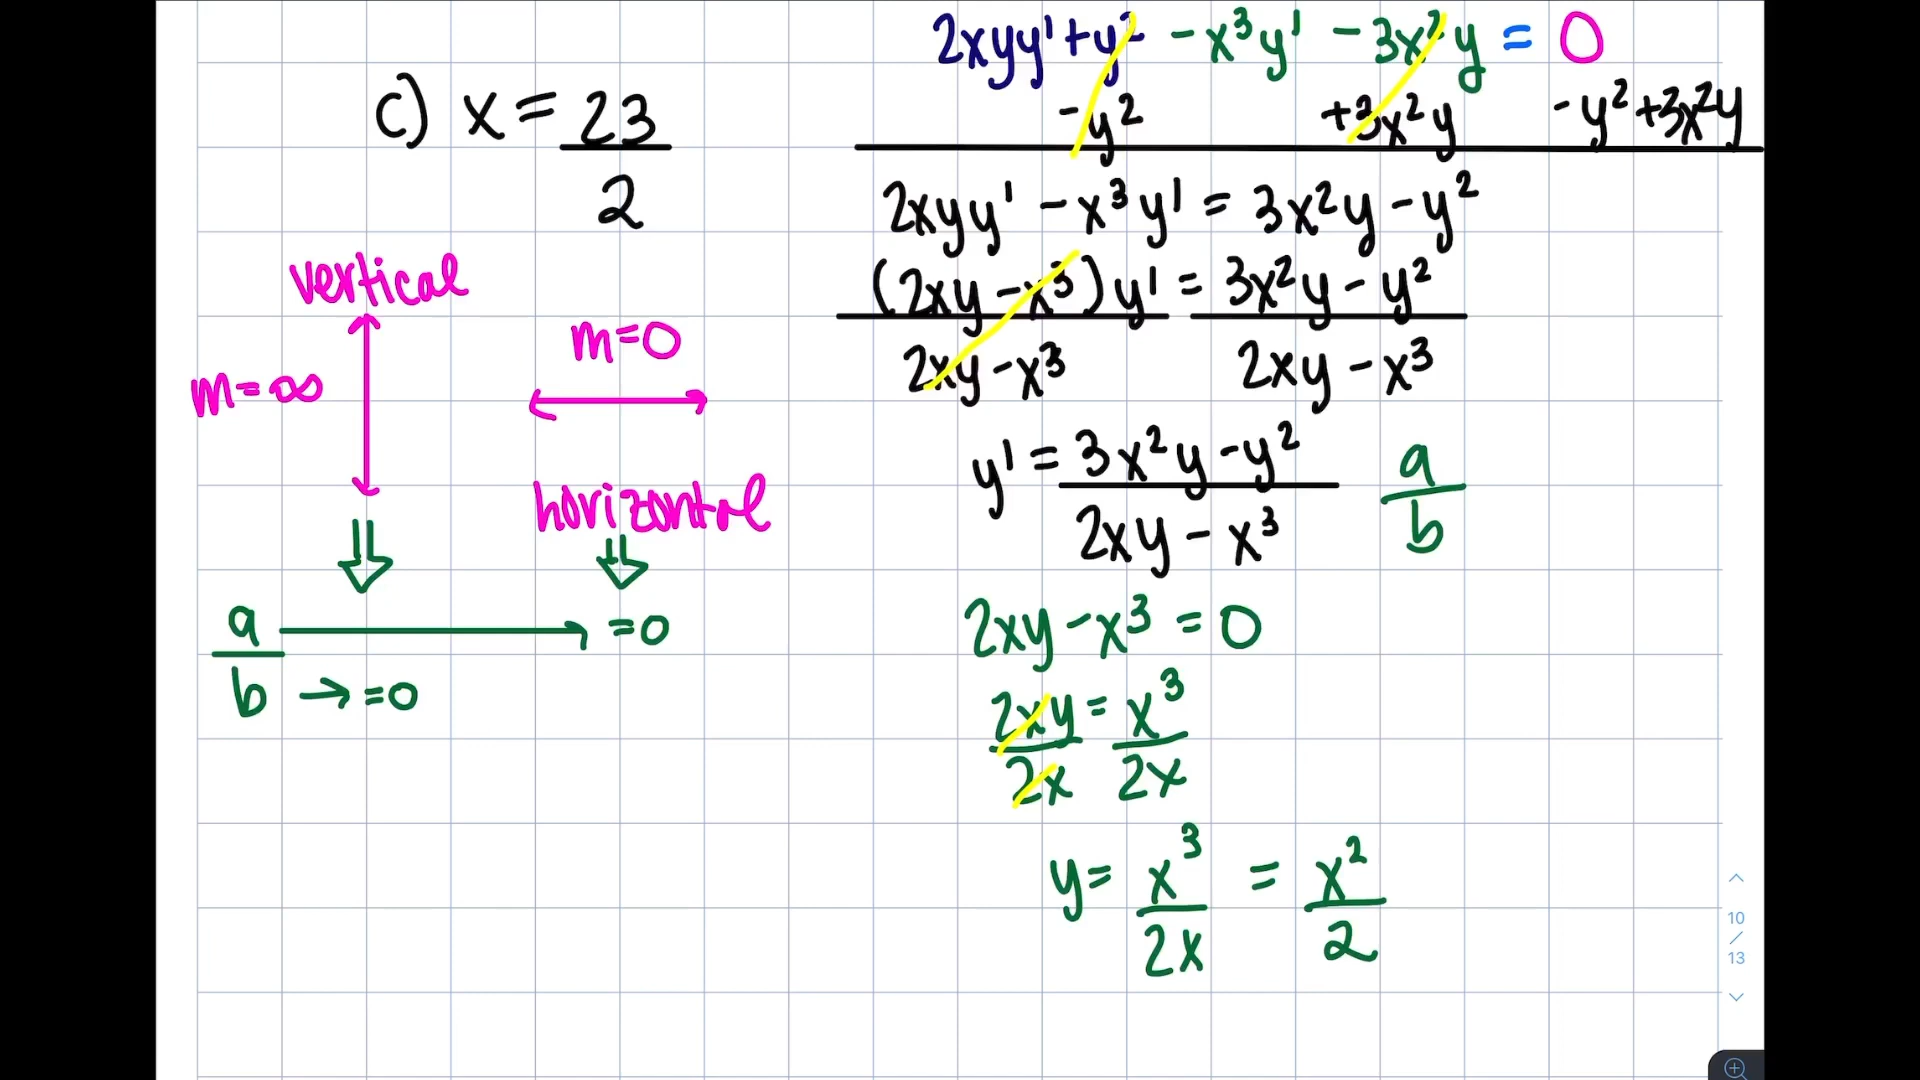 c) x = 23/2
vertical
m=∞
m=0
horizontal
a/b → =0
→ =0
2xyy' + y² - x³y' - 3x²y = 0
-y² +3x²y -y²+3x²y
2xyy' - x³y' = 3x²y - y²
(2xy - x³)y' = 3x²y - y²
2xy - x³ 2xy - x³
y' = 3x²y - y² a
2xy - x³ b
2xy - x³ = 0
2xy = x³
2x 2x
y = x³ = x²
2x 2
10
/
13